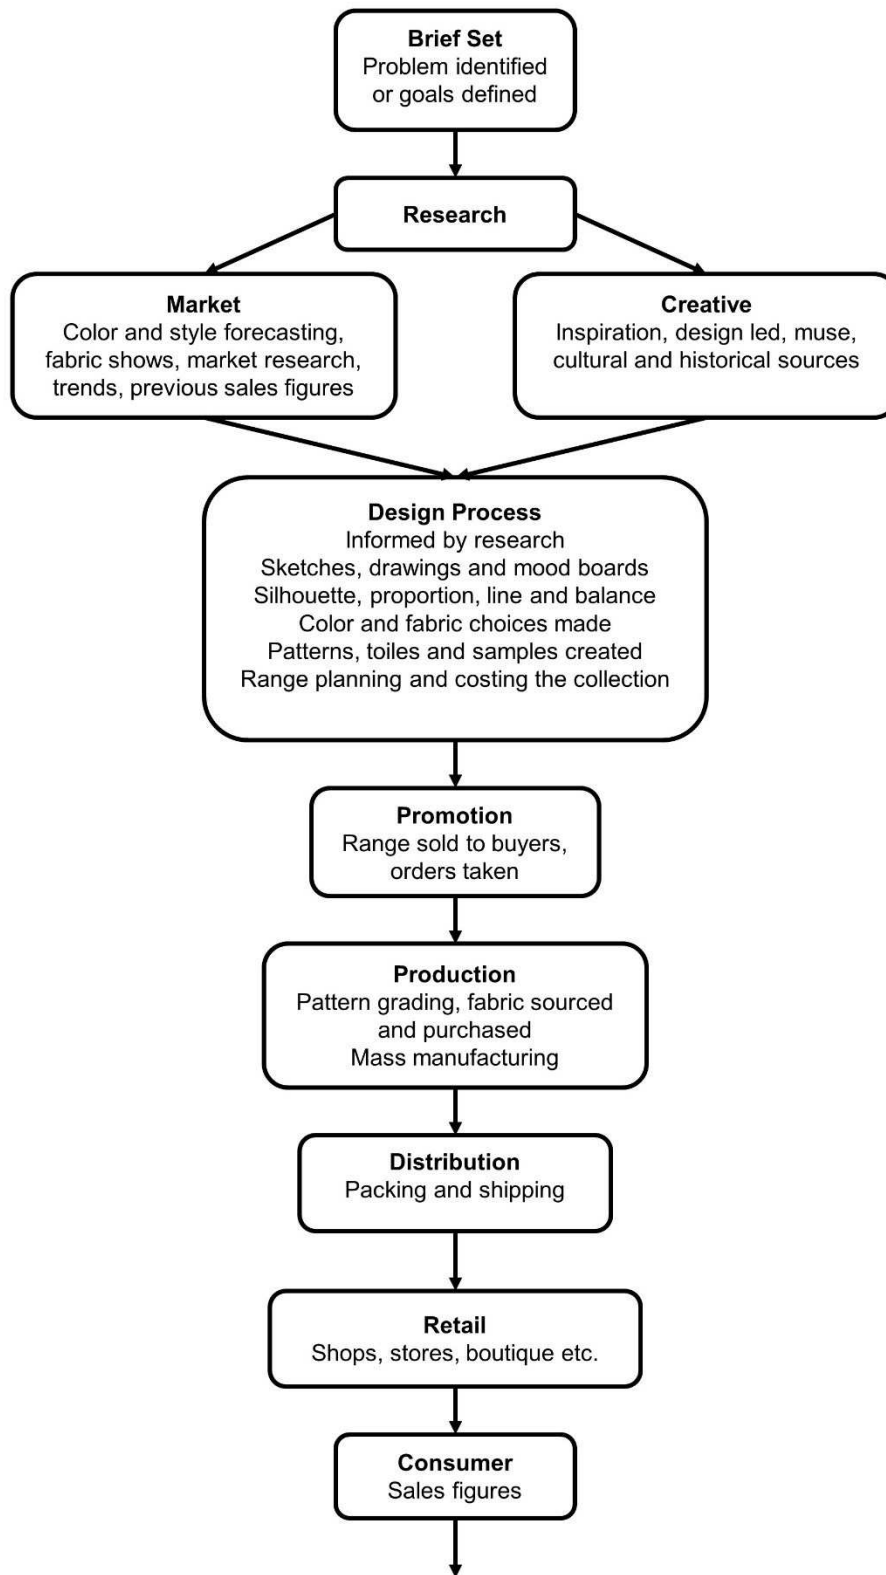 Brief Set
Problem identified
or goals defined
Research
Market
Color and style forecasting,
fabric shows, market research,
trends, previous sales figures
Creative
Inspiration, design led, muse,
cultural and historical sources
Design Process
Informed by research
Sketches, drawings and mood boards
Silhouette, proportion, line and balance
Color and fabric choices made
Patterns, toiles and samples created
Range planning and costing the collection
Promotion
Range sold to buyers,
orders taken
Production
Pattern grading, fabric sourced
and purchased
Mass manufacturing
Distribution
Packing and shipping
Retail
Shops, stores, boutique etc.
Consumer
Sales figures